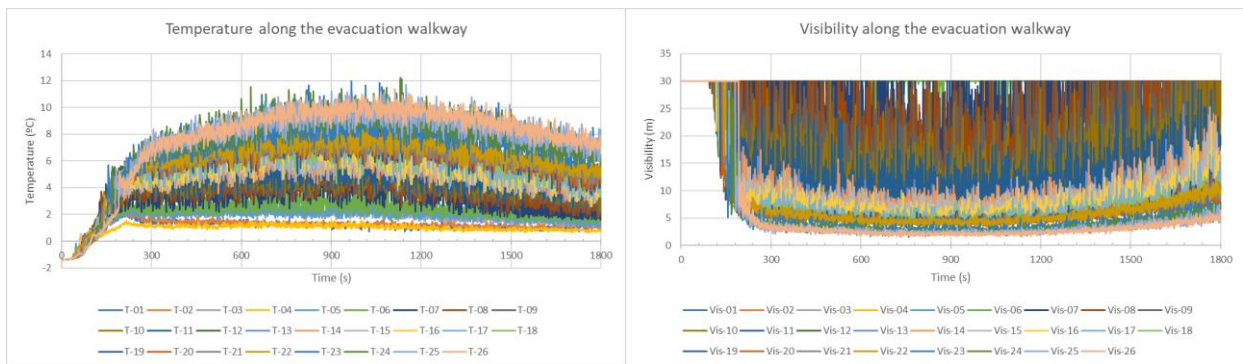 Temperature along the evacuation walkway
14
12
10
8
6
4
2
0
-2
Temperature (ºC)
0 300 600 900 1200 1500 1800
Time (s)
T-01 T-02 T-03 T-04 T-05 T-06 T-07 T-08 T-09
T-10 T-11 T-12 T-13 T-14 T-15 T-16 T-17 T-18
T-19 T-20 T-21 T-22 T-23 T-24 T-25 T-26
Visibility along the evacuation walkway
30
25
20
15
10
5
0
Visibility (m)
0 300 600 900 1200 1500 1800
Time (s)
Vis-01 Vis-02 Vis-03 Vis-04 Vis-05 Vis-06 Vis-07 Vis-08 Vis-09
Vis-10 Vis-11 Vis-12 Vis-13 Vis-14 Vis-15 Vis-16 Vis-17 Vis-18
Vis-19 Vis-20 Vis-21 Vis-22 Vis-23 Vis-24 Vis-25 Vis-26